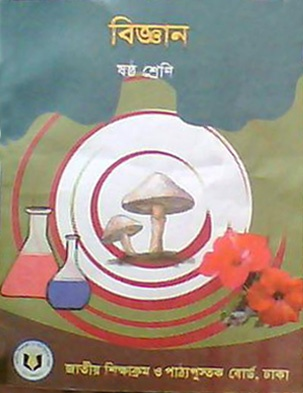 বিজ্ঞান
ষষ্ঠ শ্রেণি
জাতীয় শিক্ষাক্রম ও পাঠ্যপুস্তক বোর্ড, ঢাকা